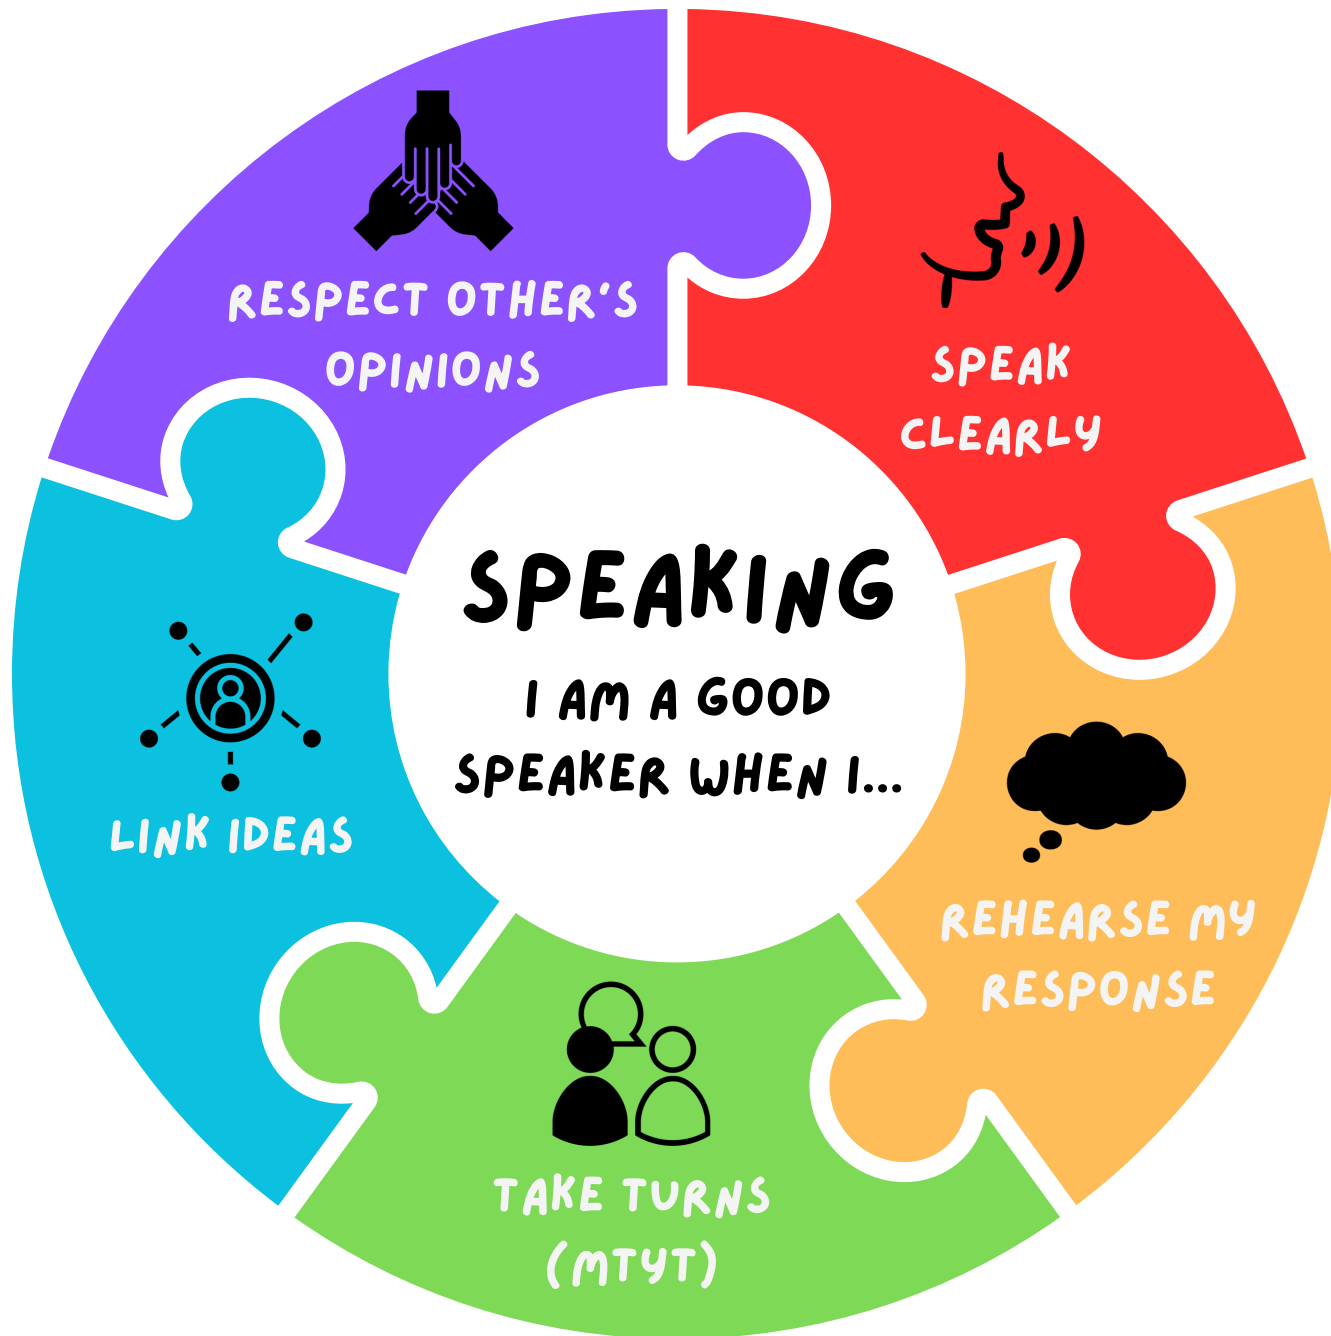 SPEAKING
I AM A GOOD
SPEAKER WHEN I...
SPEAK
CLEARLY
REHEARSE MY
RESPONSE
TAKE TURNS
(MTYT)
LINK IDEAS
RESPECT OTHER'S
OPINIONS